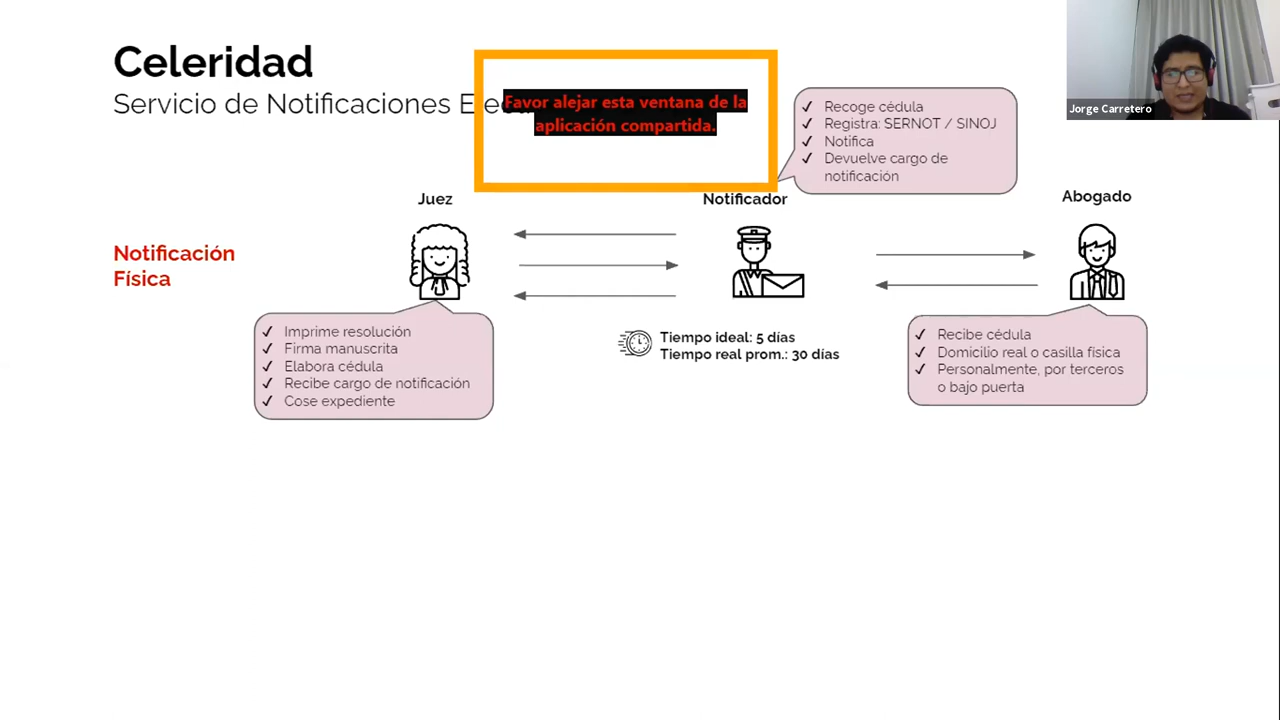 Celeridad
Servicio de Notificaciones
Favor alejar esta ventana de la
aplicación compartida.
Jorge Carretero
✓ Recoge cédula
✓ Registra: SERNOT / SINOJ
✓ Notifica
✓ Devuelve cargo de
notificación
Juez
Notificador
Abogado
Notificación
Física
✓ Imprime resolución
✓ Firma manuscrita
✓ Elabora cédula
✓ Recibe cargo de notificación
✓ Cose expediente
Tiempo ideal: 5 días
Tiempo real prom.: 30 días
✓ Recibe cédula
✓ Domicilio real o casilla física
✓ Personalmente, por terceros
o bajo puerta